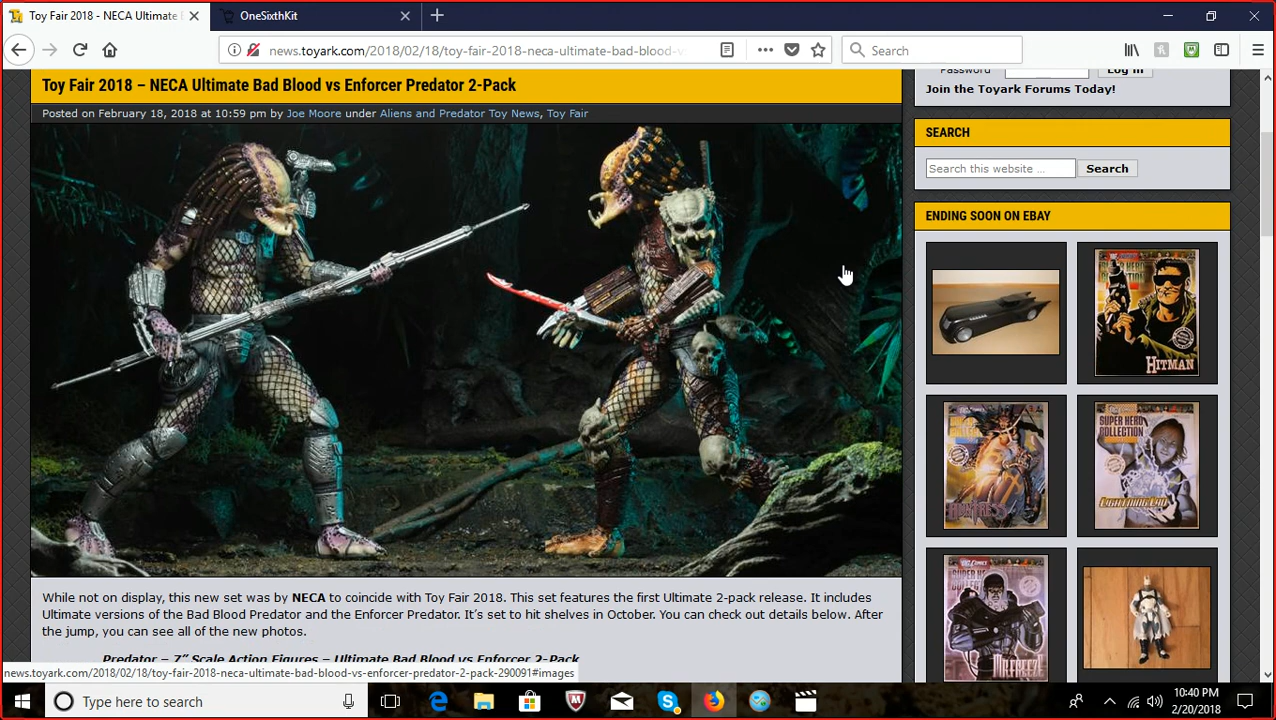 Toy Fair 2018 - NECA Ultimate
OneSixthKit
news.toyark.com/2018/02/18/toy-fair-2018-neca-ultimate-bad-blood-v
Search
Toy Fair 2018 – NECA Ultimate Bad Blood vs Enforcer Predator 2-Pack
Posted on February 18, 2018 at 10:59 pm by Joe Moore under Aliens and Predator Toy News, Toy Fair
Password
Log in
Join the Toyark Forums Today!
SEARCH
Search this website ...
Search
ENDING SOON ON EBAY
HITMAN
SUPER HERO
COLLECTION
MR.FREEZE
While not on display, this new set was by NECA to coincide with Toy Fair 2018. This set features the first Ultimate 2-pack release. It includes
Ultimate versions of the Bad Blood Predator and the Enforcer Predator. It's set to hit shelves in October. You can check out details below. After
the jump, you can see all of the new photos.
Predator – 7" Scale Action Figures – Ultimate Bad Blood vs Enforcer 2-Pack
news.toyark.com/2018/02/18/toy-fair-2018-neca-ultimate-bad-blood-vs-enforcer-predator-2-pack-290091#images
Type here to search
10:40 PM
2/20/2018